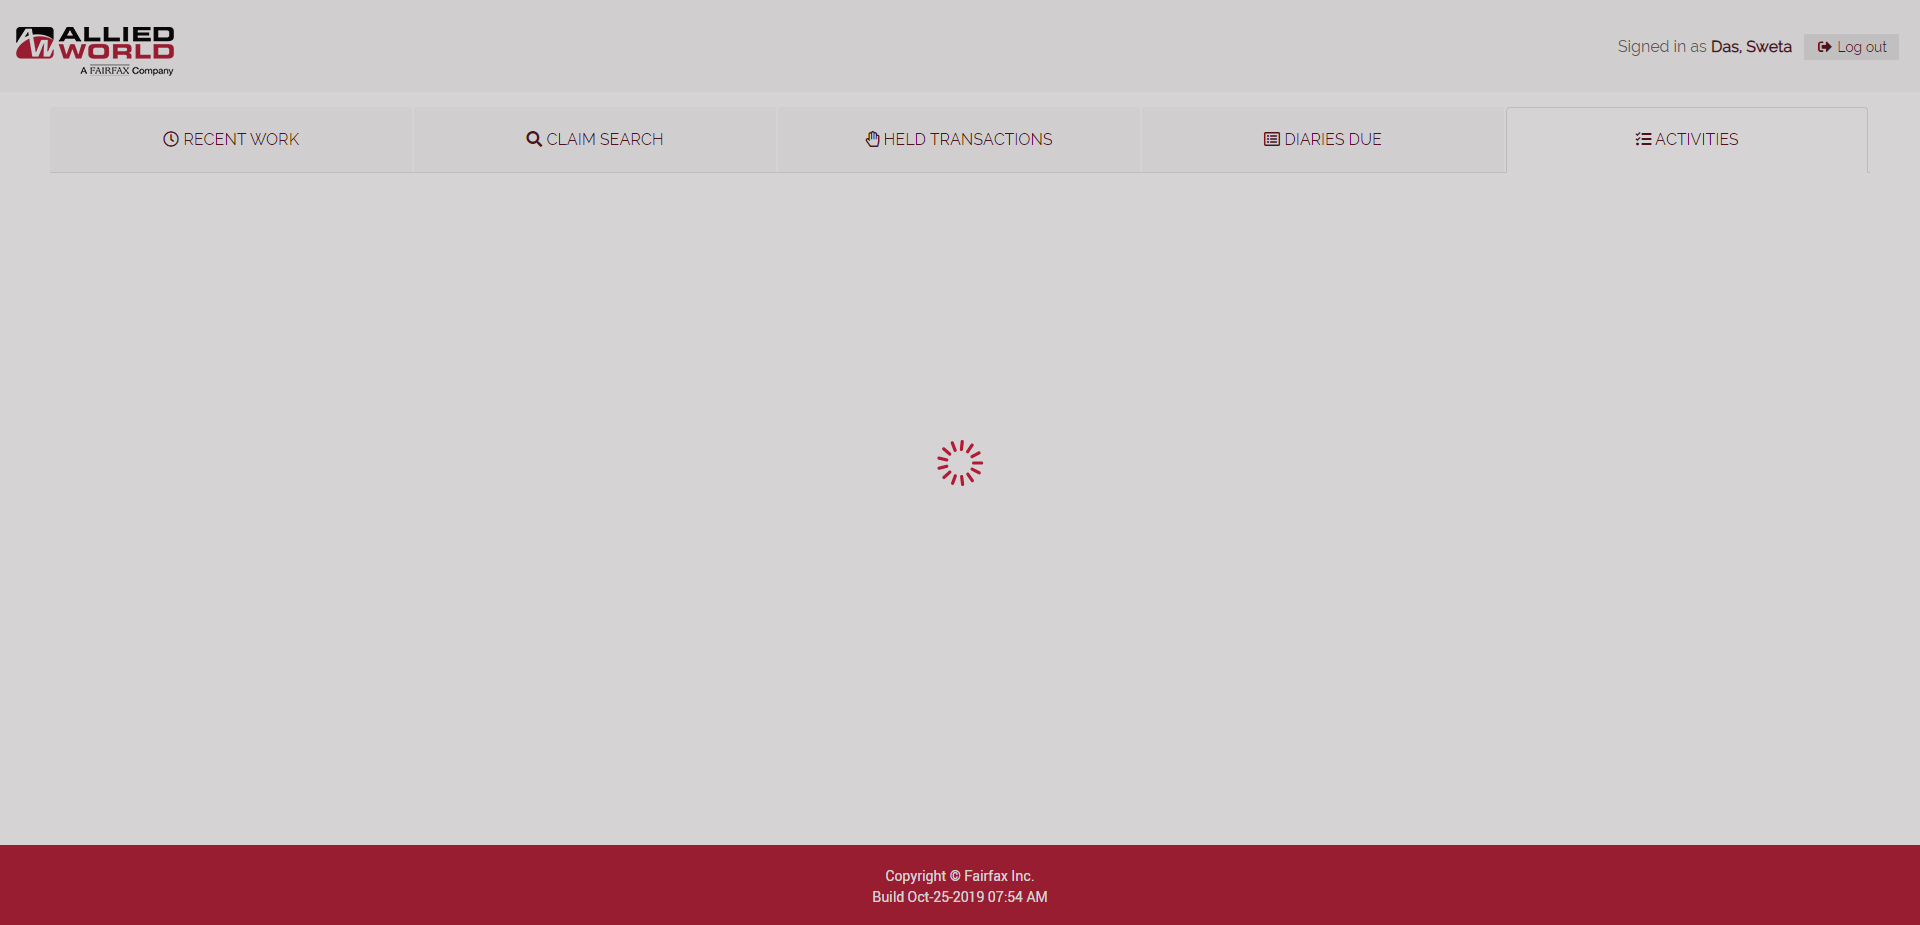 ALLIED
WORLD
A FAIRFAX Company
Signed in as Das, Sweta
Log out
RECENT WORK
CLAIM SEARCH
HELD TRANSACTIONS
DIARIES DUE
ACTIVITIES
Copyright © Fairfax Inc.
Build Oct-25-2019 07:54 AM